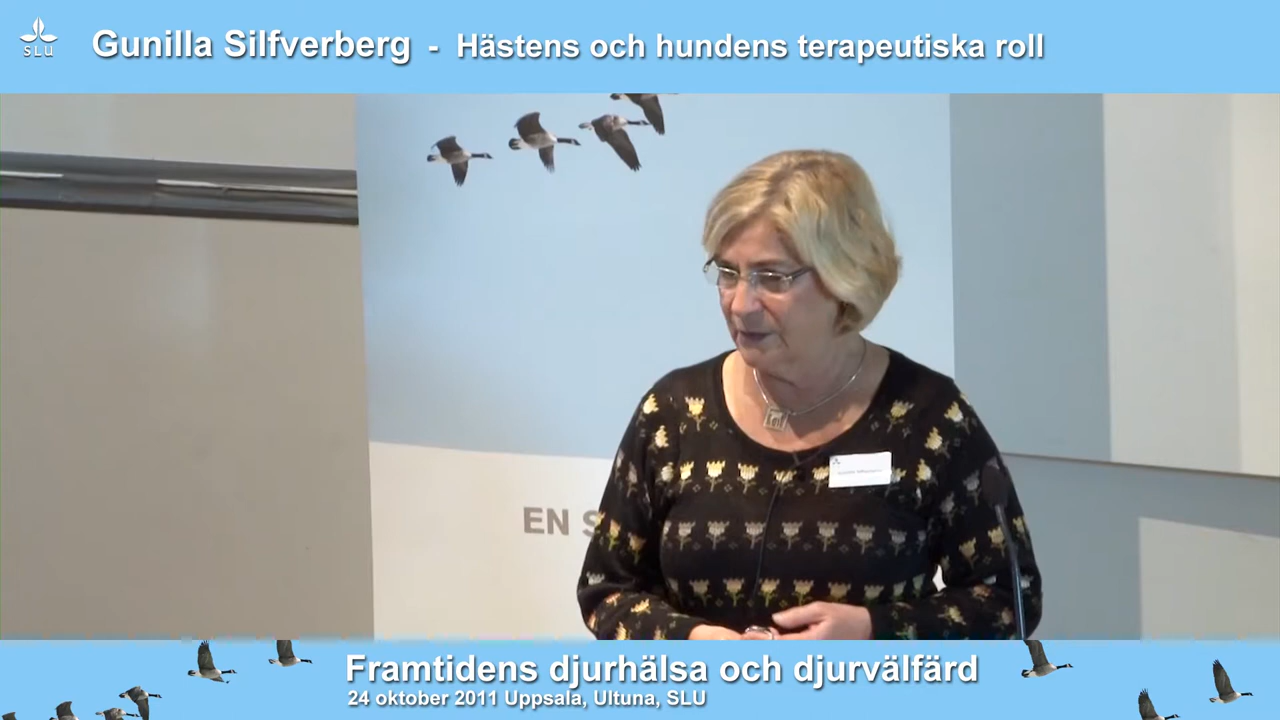 SLU
Gunilla Silfverberg - Hästens och hundens terapeutiska roll
EN
Framtidens djurhälsa och djurvälfärd
24 oktober 2011 Uppsala, Ultuna, SLU